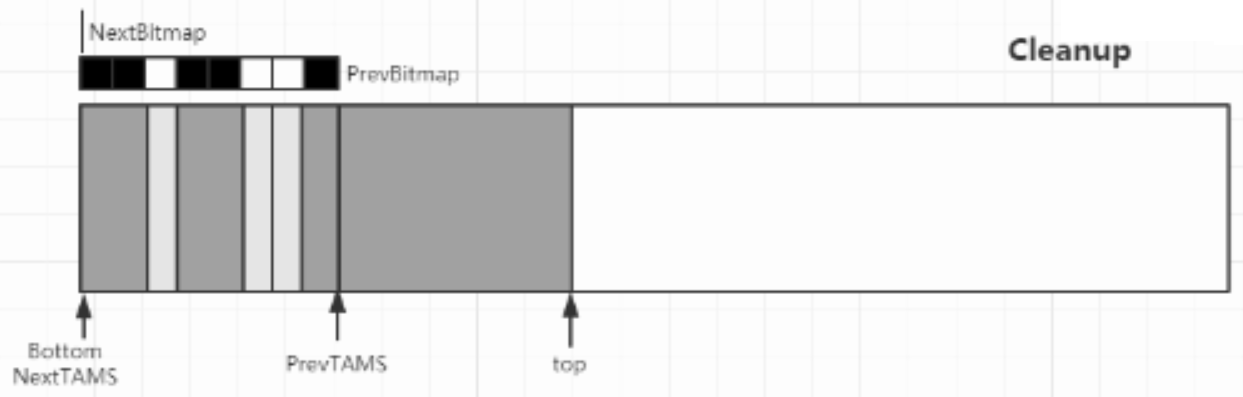 NextBitmap
Cleanup
PrevBitmap
Bottom
NextTAMS
PrevTAMS
top